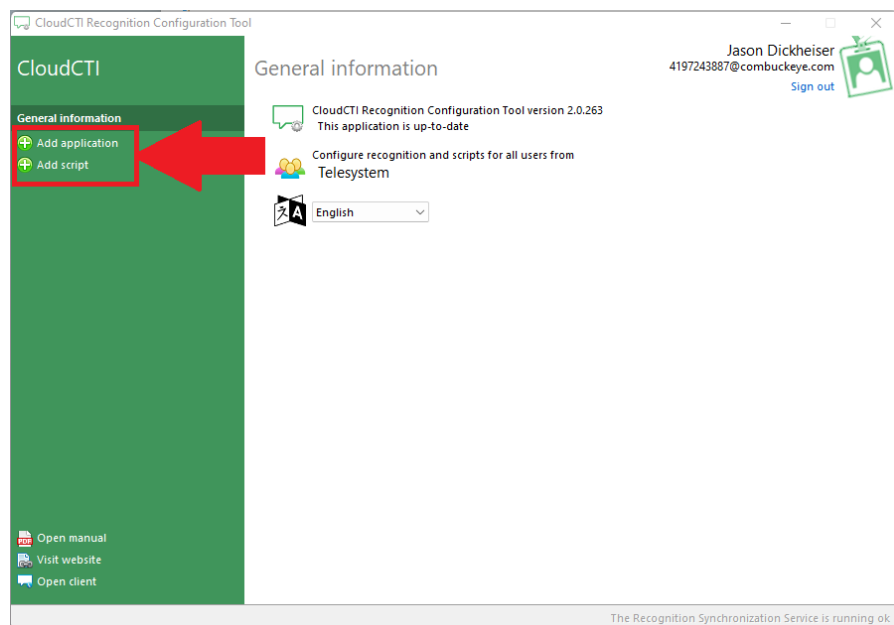 CloudCTI Recognition Configuration Tool
CloudCTI
General information
Add application
Add script
Open manual
Visit website
Open client
General information
Jason Dickheiser
4197243887@combuckeye.com
Sign out
CloudCTI Recognition Configuration Tool version 2.0.263
This application is up-to-date
Configure recognition and scripts for all users from
Telesystem
English
The Recognition Synchronization Service is running ok